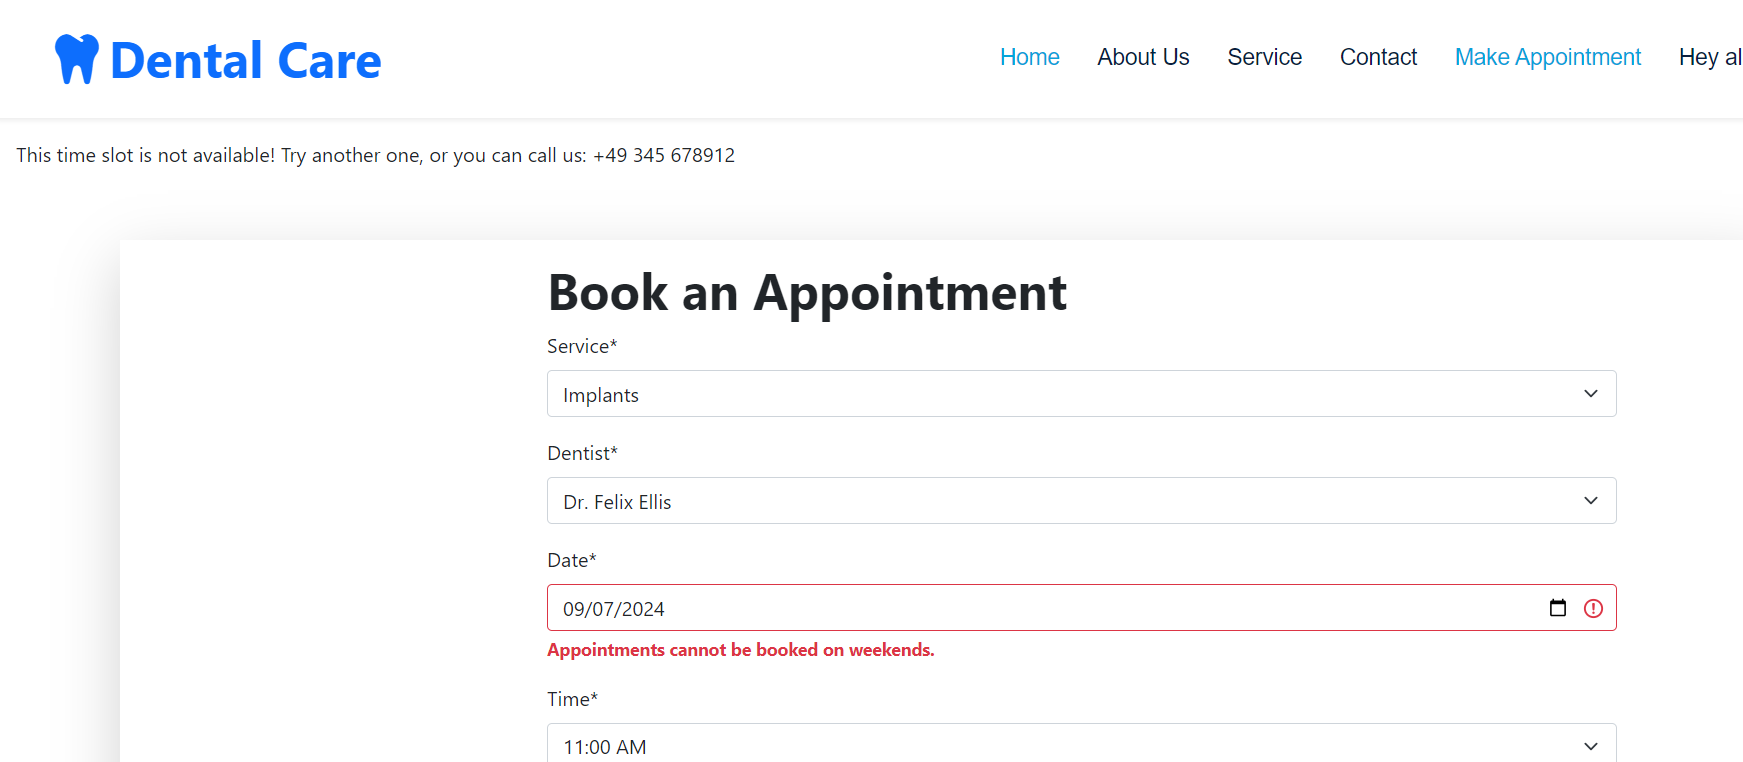 Dental Care
Home About Us Service Contact Make Appointment Hey al
This time slot is not available! Try another one, or you can call us: +49 345 678912
Book an Appointment
Service*
Implants
Dentist*
Dr. Felix Ellis
Date*
09/07/2024
Appointments cannot be booked on weekends.
Time*
11:00 AM